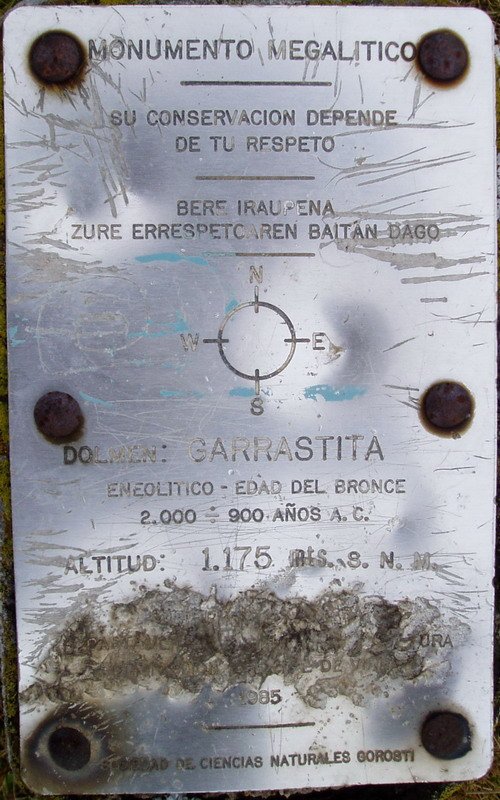 MONUMENTO MEGALITICO
SU CONSERVACION DEPENDE
DE TU RESPETO
BERE IRAUPENA
ZURE ERRESPETOAREN BAITAN DAGO
N
W E
S
DOLMEN: GARRASTITA
ENEOLITICO - EDAD DEL BRONCE
2.000 ÷ 900 AÑOS A. C.
ALTITUD: 1.175 mts. S. N. M.
1985
SOCIEDAD DE CIENCIAS NATURALES GOROSTI